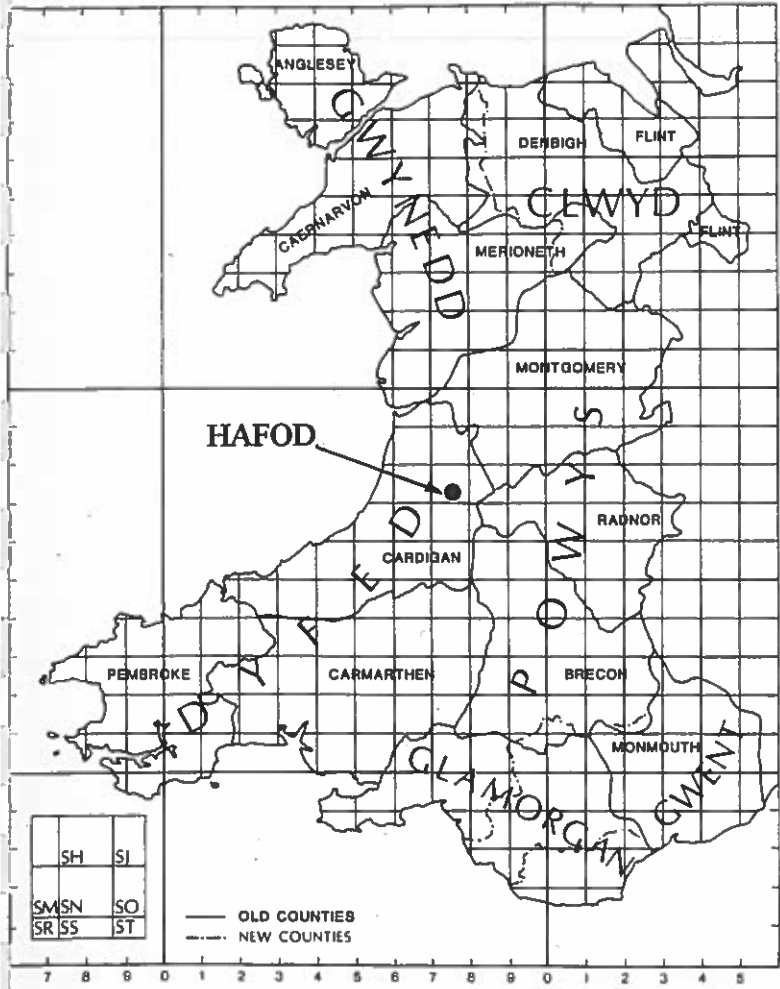 ANGLESEY
GWYNEDD
DENBIGH
FLINT
CAERNARVON
CLWYD
FLINT
MERIONETH
MONTGOMERY
HAFOD
POWYS
RADNOR
DYFED
CARDIGAN
PEMBROKE
CARMARTHEN
BRECON
MONMOUTH
GLAMORGAN
GWENT
SH SJ
SM SN SO
SR SS ST
OLD COUNTIES
NEW COUNTIES
7 8 9 0 1 2 3 4 5 6 7 8 9 0 1 2 3 4 5